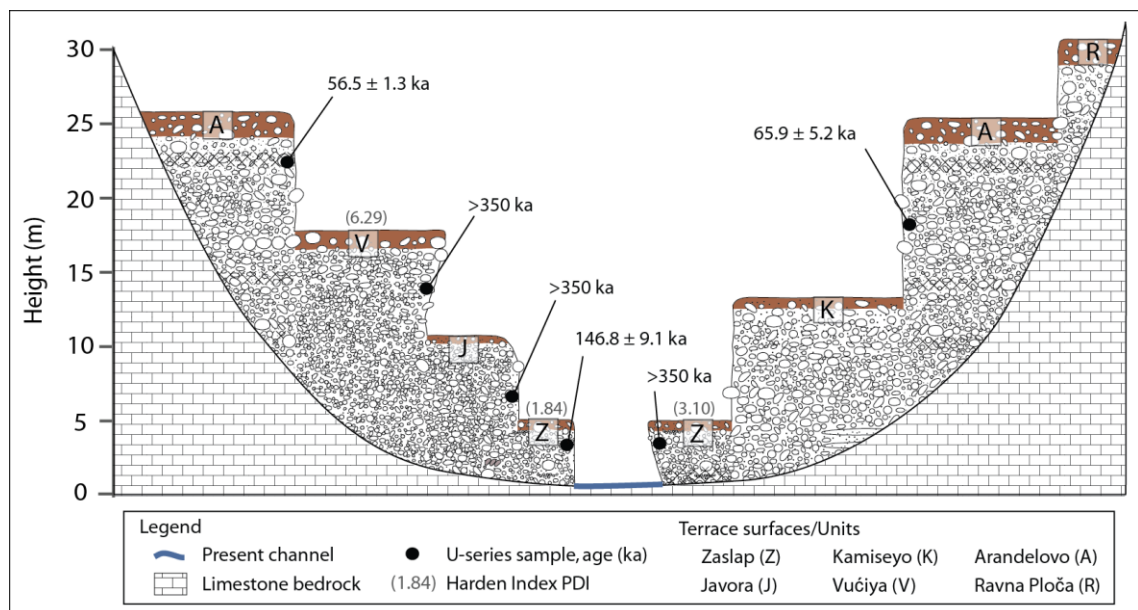 30
25
20
15
10
5
0
Height (m)
56.5 ± 1.3 ka
65.9 ± 5.2 ka
>350 ka
>350 ka
146.8 ± 9.1 ka
>350 ka
A
(6.29)
V
J
(1.84)
Z
(3.10)
Z
K
A
R
Legend
Present channel
Limestone bedrock
U-series sample, age (ka)
(1.84) Harden Index PDI
Terrace surfaces/Units
Zaslap (Z) Kamiseyo (K) Arandelovo (A)
Javora (J) Vućiya (V) Ravna Ploča (R)